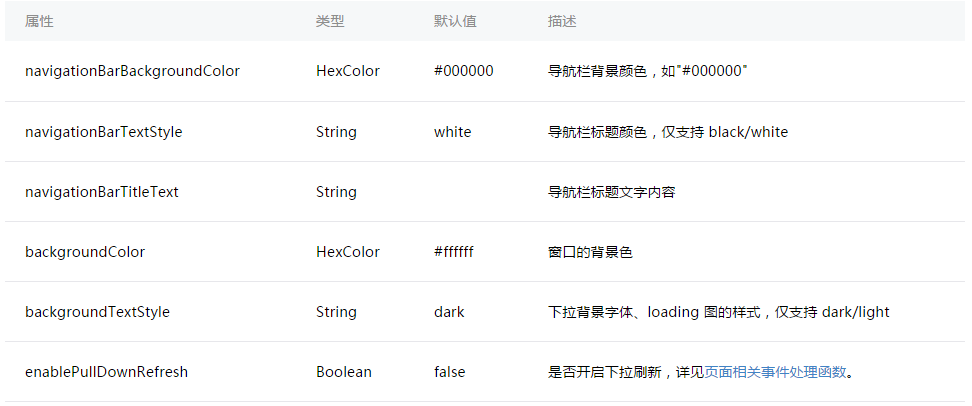 属性 类型 默认值 描述
navigationBarBackgroundColor HexColor #000000 导航栏背景颜色，如"#000000"
navigationBarTextStyle String white 导航栏标题颜色，仅支持 black/white
navigationBarTitleText String 导航栏标题文字内容
backgroundColor HexColor #ffffff 窗口的背景色
backgroundTextStyle String dark 下拉背景字体、loading 图的样式，仅支持 dark/light
enablePullDownRefresh Boolean false 是否开启下拉刷新，详见页面相关事件处理函数。